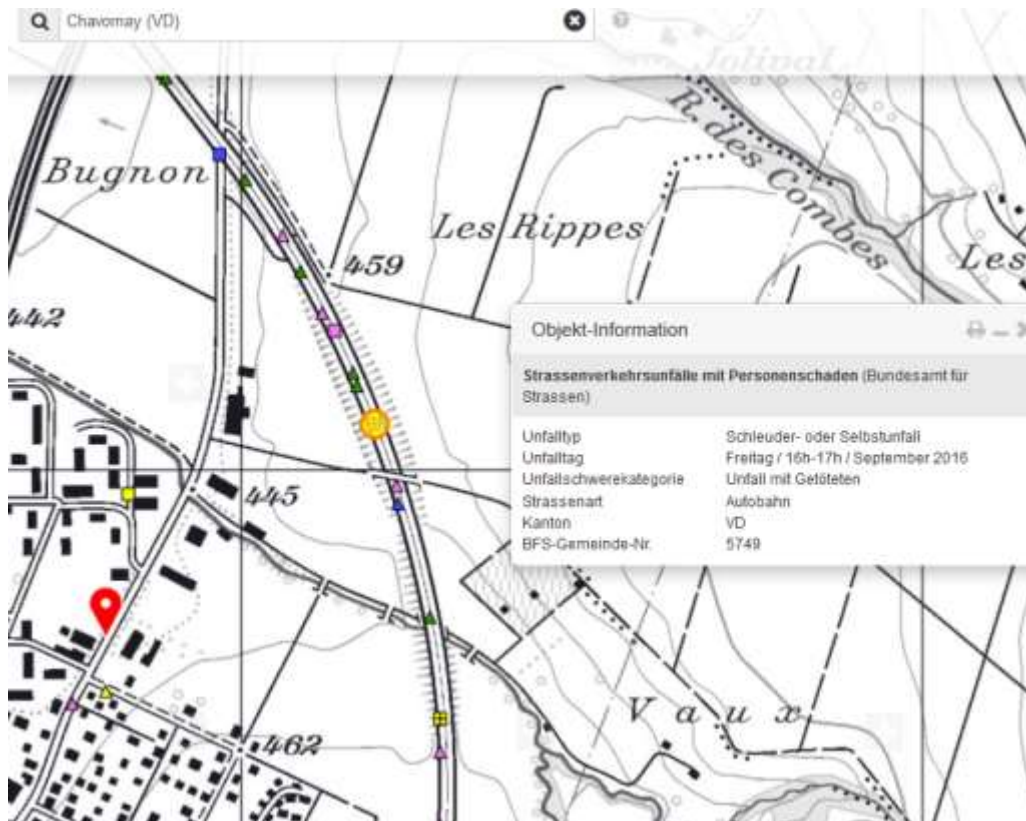 Chavornay (VD)
Jolinal
R. des Combes
Bugnon
Les Rippes
459
Les
442
Objekt-Information
Strassenverkehrsunfälle mit Personenschaden (Bundesamt für
Strassen)
Unfalltyp Schleuder- oder Selbstunfall
Unfalltag Freitag / 16h-17h / September 2016
Unfallschwerekategorie Unfall mit Getöteten
Strassenart Autobahn
Kanton VD
BFS-Gemeinde-Nr. 5749
445
Vaux
462